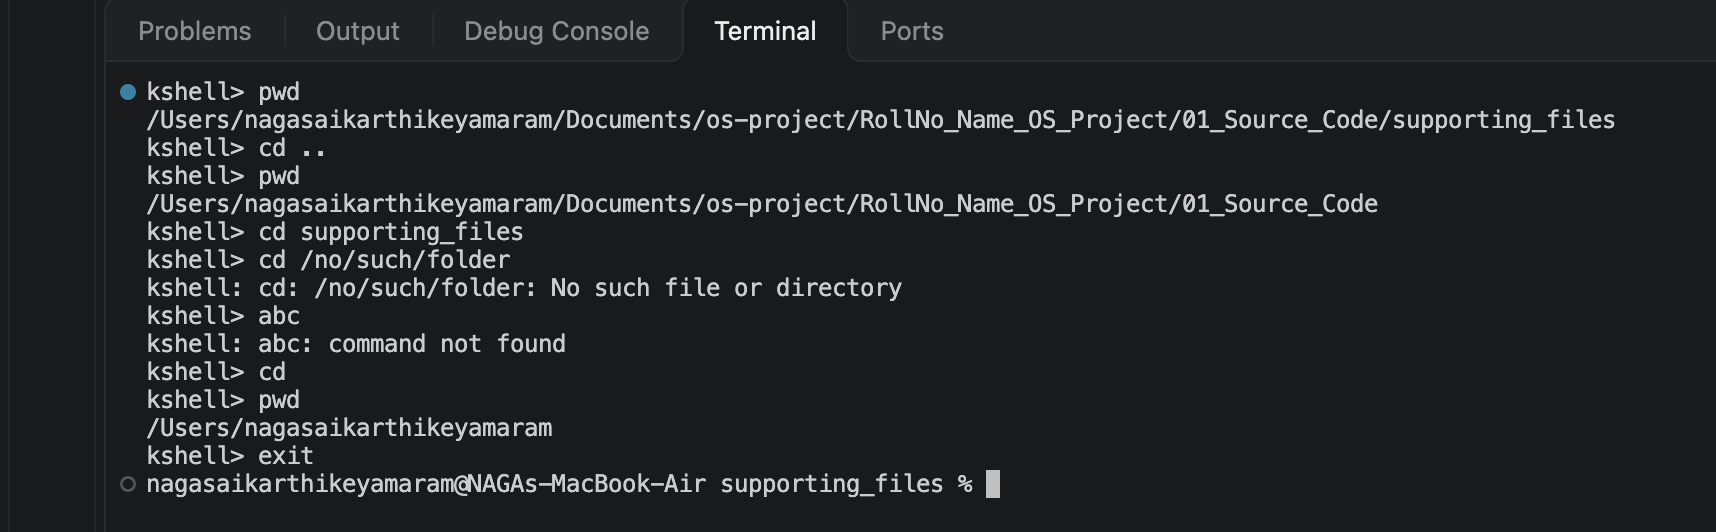 Problems Output Debug Console Terminal Ports
kshell> pwd
/Users/nagasaikarthikeyamaram/Documents/os-project/RollNo_Name_OS_Project/01_Source_Code/supporting_files
kshell> cd ..
kshell> pwd
/Users/nagasaikarthikeyamaram/Documents/os-project/RollNo_Name_OS_Project/01_Source_Code
kshell> cd supporting_files
kshell> cd /no/such/folder
kshell: cd: /no/such/folder: No such file or directory
kshell> abc
kshell: abc: command not found
kshell> cd
kshell> pwd
/Users/nagasaikarthikeyamaram
kshell> exit
nagasaikarthikeyamaram@NAGAs-MacBook-Air supporting_files %